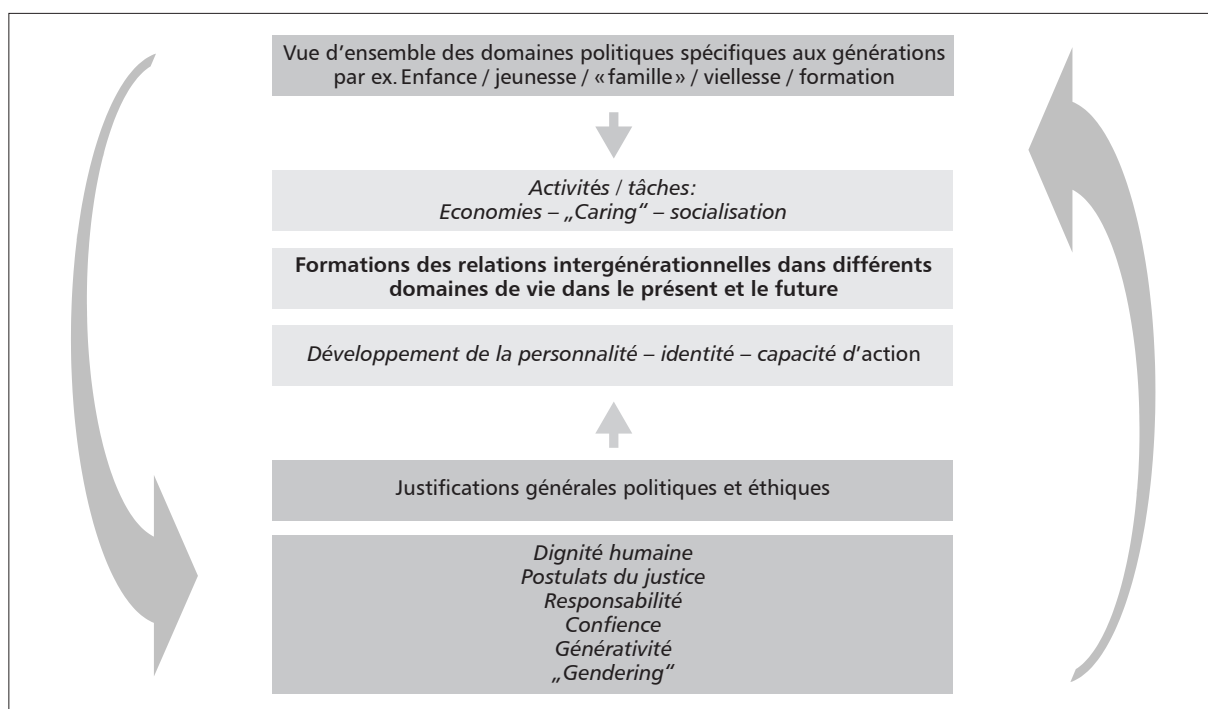 Vue d’ensemble des domaines politiques spécifiques aux générations
par ex. Enfance / jeunesse / «famille» / viellesse / formation
Activités / tâches:
Economies – „Caring“ – socialisation
Formations des relations intergénérationnelles dans différents
domaines de vie dans le présent et le future
Développement de la personnalité – identité – capacité d’action
Justifications générales politiques et éthiques
Dignité humaine
Postulats du justice
Responsabilité
Confience
Générativité
„Gendering“